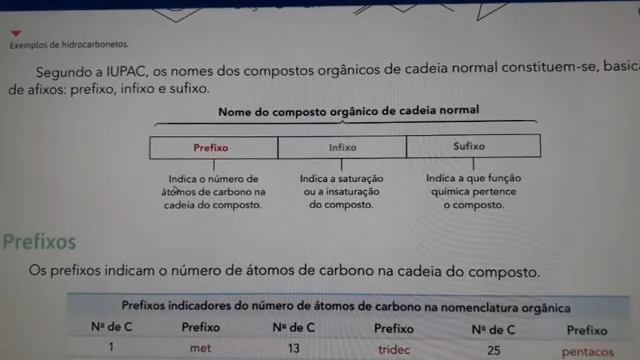 Exemplos de hidrocarbonetos.
Segundo a IUPAC, os nomes dos compostos orgânicos de cadeia normal constituem-se,
de afixos: prefixo, infixo e sufixo.
Nome do composto orgânico de cadeia normal
Prefixo Infixo Sufixo
Indica o número de átomos de carbono na cadeia do composto.
Indica a saturação ou a insaturação do composto.
Indica a que função química pertence o composto.
Prefixos
Os prefixos indicam o número de átomos de carbono na cadeia do composto.
Prefixos indicadores do número de átomos de carbono na nomenclatura orgânica
Nº de C Prefixo Nº de C Prefixo Nº de C Prefixo
1 met 13 tridec 25 pentacos